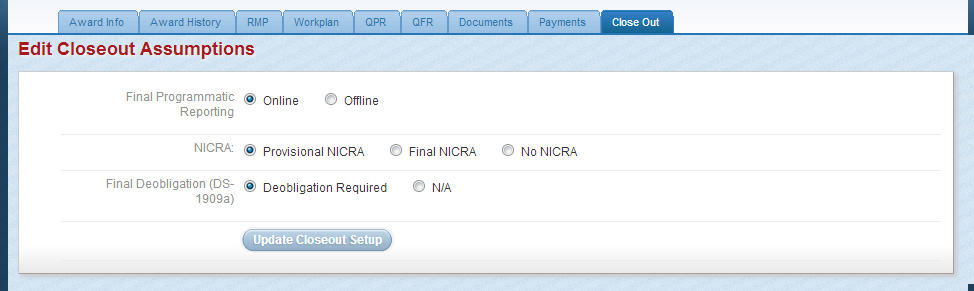 Award Info Award History RMP Workplan QPR QFR Documents Payments Close Out
Edit Closeout Assumptions
Final Programmatic
Reporting
Online Offline
NICRA: Provisional NICRA Final NICRA No NICRA
Final Deobligation (DS-
1909a)
Deobligation Required N/A
Update Closeout Setup